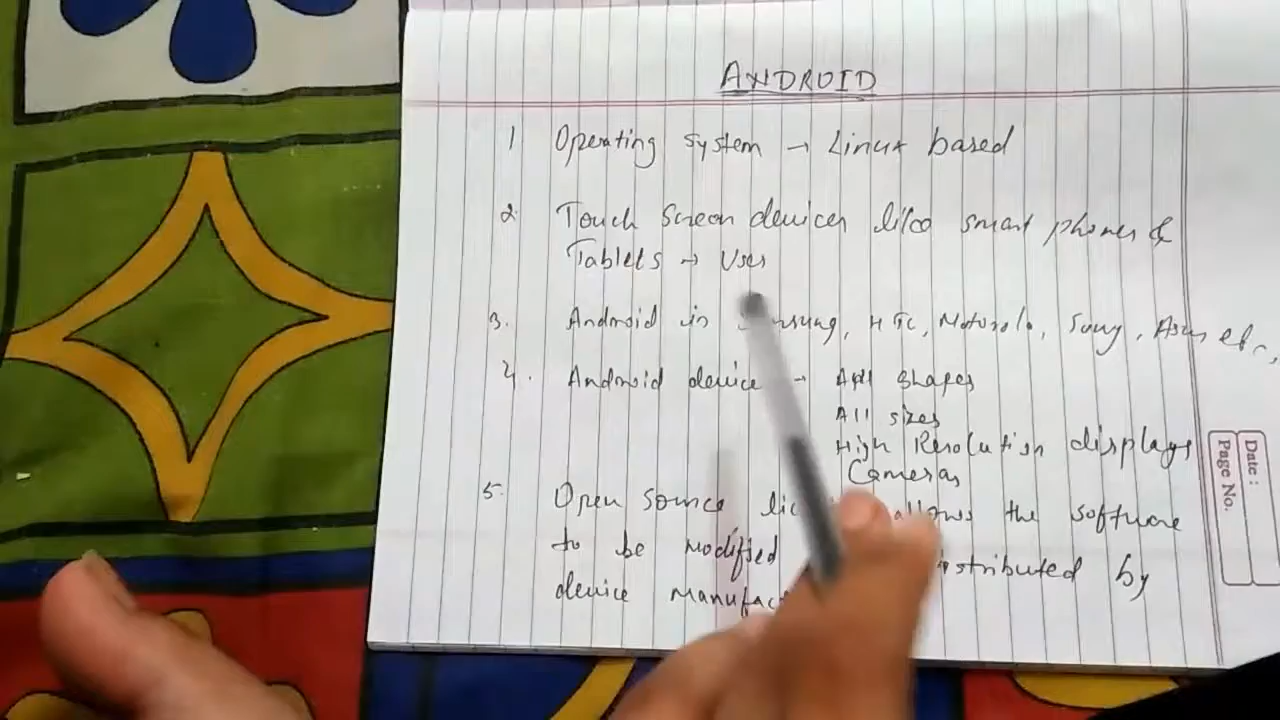 ANDROID
1 Operating System → Linux based
2. Touch Screen devices like smart phones &
Tablets → Uses
3. Android in HTC, Motorola, Sony, Asus etc.,
4. Android device → All shapes
All sizes
High Resolution displays
Cameras
5. Open source allows the software
to be modified by
device
Date :
Page No.